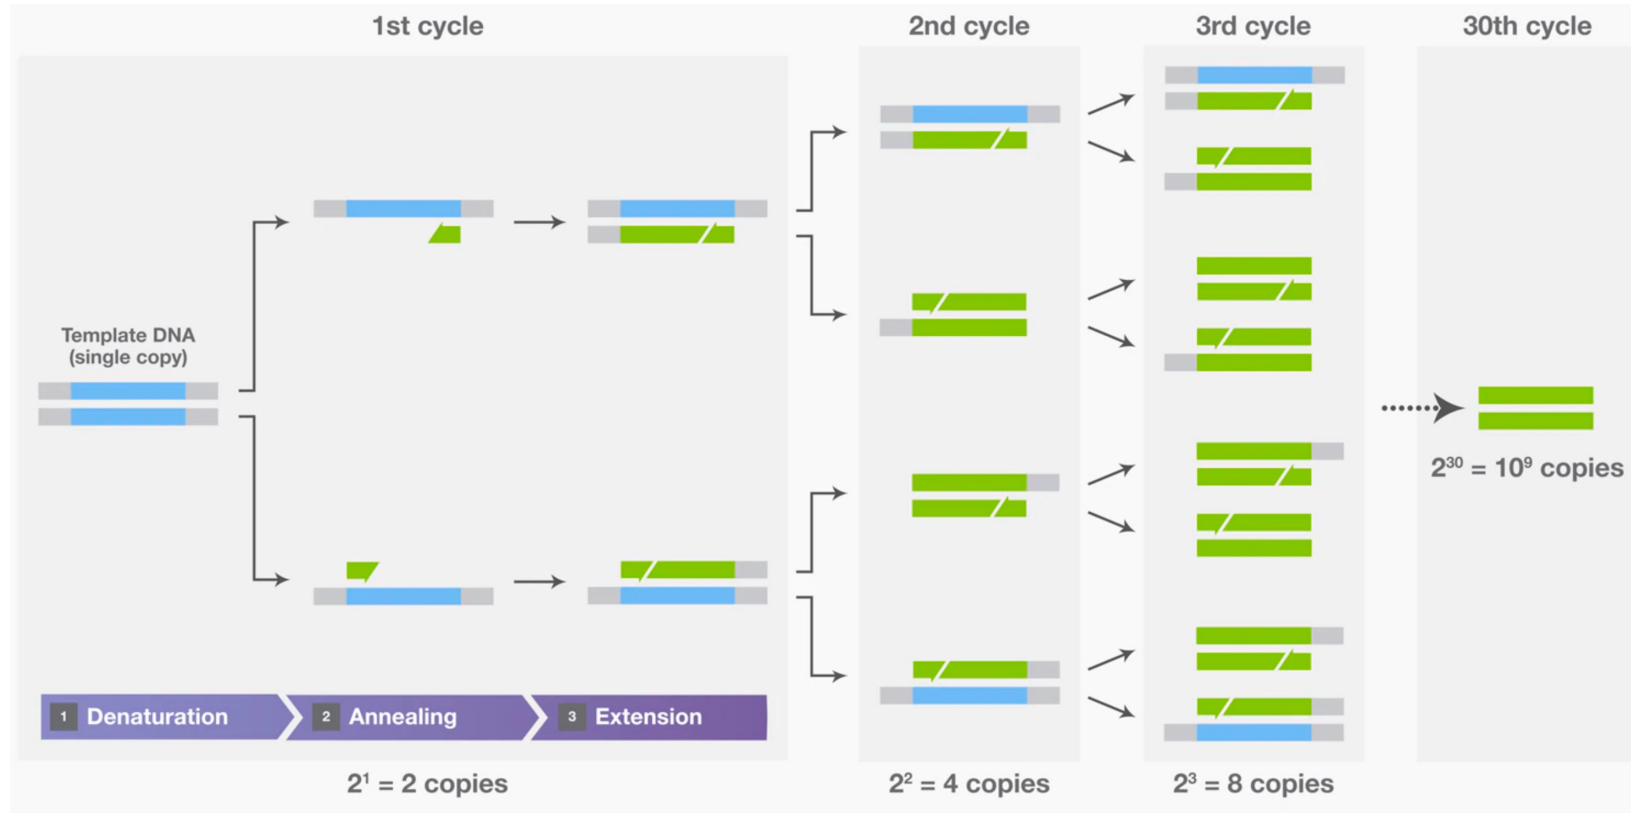 1st cycle
2nd cycle
3rd cycle
30th cycle
Template DNA
(single copy)
2³⁰ = 10⁹ copies
1 Denaturation
2 Annealing
3 Extension
2¹ = 2 copies
2² = 4 copies
2³ = 8 copies